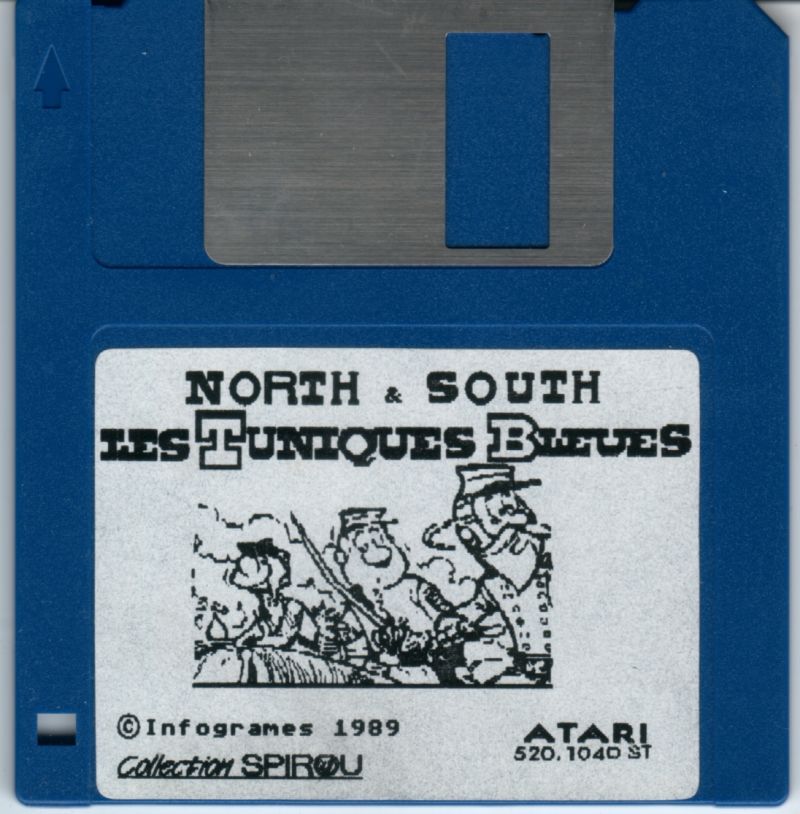 NORTH & SOUTH
LES TUNIQUES BLEUES
©Infogrames 1989
Collection SPIROU
ATARI
520.1040 ST